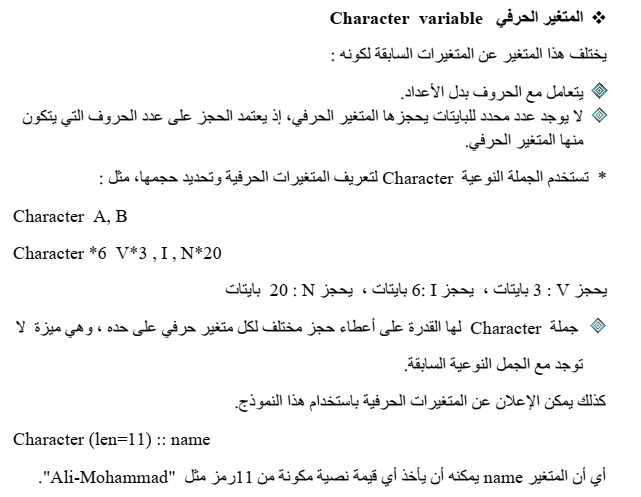 ❖ المتغير الحرفي Character variable
يختلف هذا المتغير عن المتغيرات السابقة لكونه :
يتعامل مع الحروف بدل الأعداد.
لا يوجد عدد محدد للبايتات يحجزها المتغير الحرفي، إذ يعتمد الحجز على عدد الحروف التي يتكون
منها المتغير الحرفي.
* تستخدم الجملة النوعية Character لتعريف المتغيرات الحرفية وتحديد حجمها، مثل :
Character A, B
Character *6 V*3 , I , N*20
يحجز V : 3 بايتات ، يحجز I :6 بايتات ، يحجز N : 20 بايتات
جملة Character لها القدرة على أعطاء حجز مختلف لكل متغير حرفي على حده ، وهي ميزة لا
توجد مع الجمل النوعية السابقة.
كذلك يمكن الإعلان عن المتغيرات الحرفية باستخدام هذا النموذج.
Character (len=11) :: name
أي أن المتغير name يمكنه أن يأخذ أي قيمة نصية مكونة من 11رمز مثل "Ali-Mohammad".